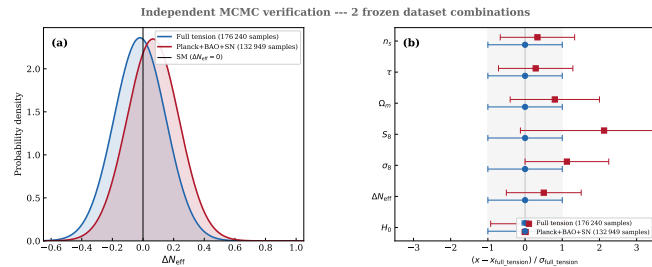 Independent MCMC verification --- 2 frozen dataset combinations
(a)
Full tension (176 240 samples)
Planck+BAO+SN (132 949 samples)
SM (ΔN_eff = 0)
Probability density
2.0
1.5
1.0
0.5
0.0
−0.6 −0.4 −0.2 0.0 0.2 0.4 0.6 0.8 1.0
ΔN_eff
(b)
n_s
τ
Ω_m
S_8
σ_8
ΔN_eff
H_0
Full tension (176 240 samples)
Planck+BAO+SN (132 949 samples)
−3 −2 −1 0 1 2 3
(x − x_full_tension) / σ_full_tension